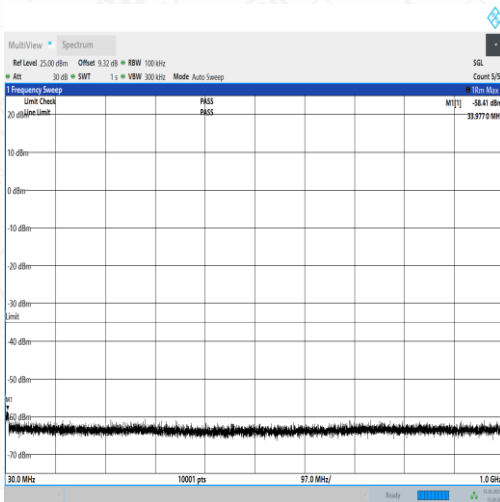 MultiView Spectrum
Ref Level 25.00 dBm Offset 9.32 dB RBW 100 kHz SGL
Att 30 dB SWT 1 s VBW 300 kHz Mode Auto Sweep Count 5/5
1 Frequency Sweep 1Rm Max
Limit Check PASS M1[1] -58.41 dBm
20 dBm Line Limit PASS 33.9770 MH
10 dBm
0 dBm
-10 dBm
-20 dBm
-30 dBm
Limit
-40 dBm
-50 dBm
M1
-60 dBm
-70 dBm
30.0 MHz 10001 pts 97.0 MHz/ 1.0 GHz
Ready